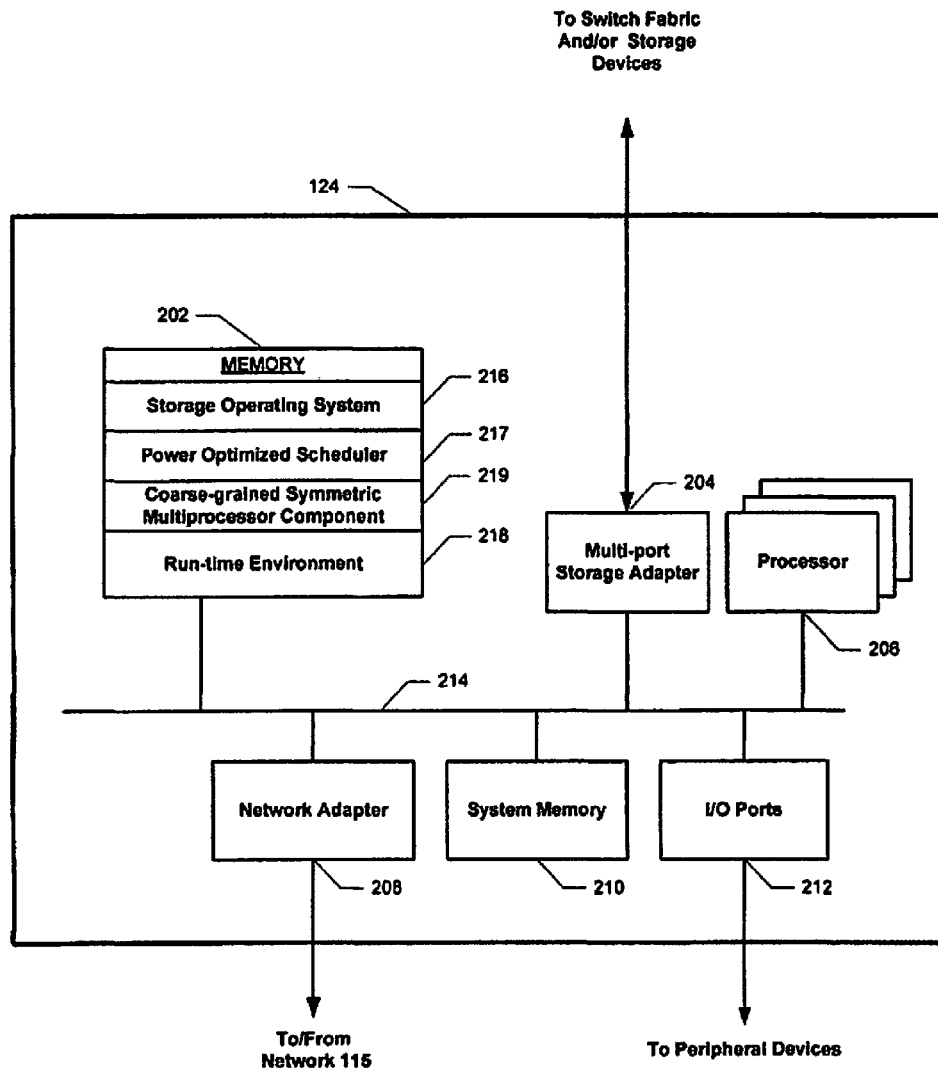 To Switch Fabric
And/or Storage
Devices
124
202
MEMORY
216
Storage Operating System
217
Power Optimized Scheduler
219
Coarse-grained Symmetric
Multiprocessor Component
218
Run-time Environment
204
Multi-port
Storage Adapter
Processor
206
214
Network Adapter
System Memory
I/O Ports
208
210
212
To/From
Network 115
To Peripheral Devices